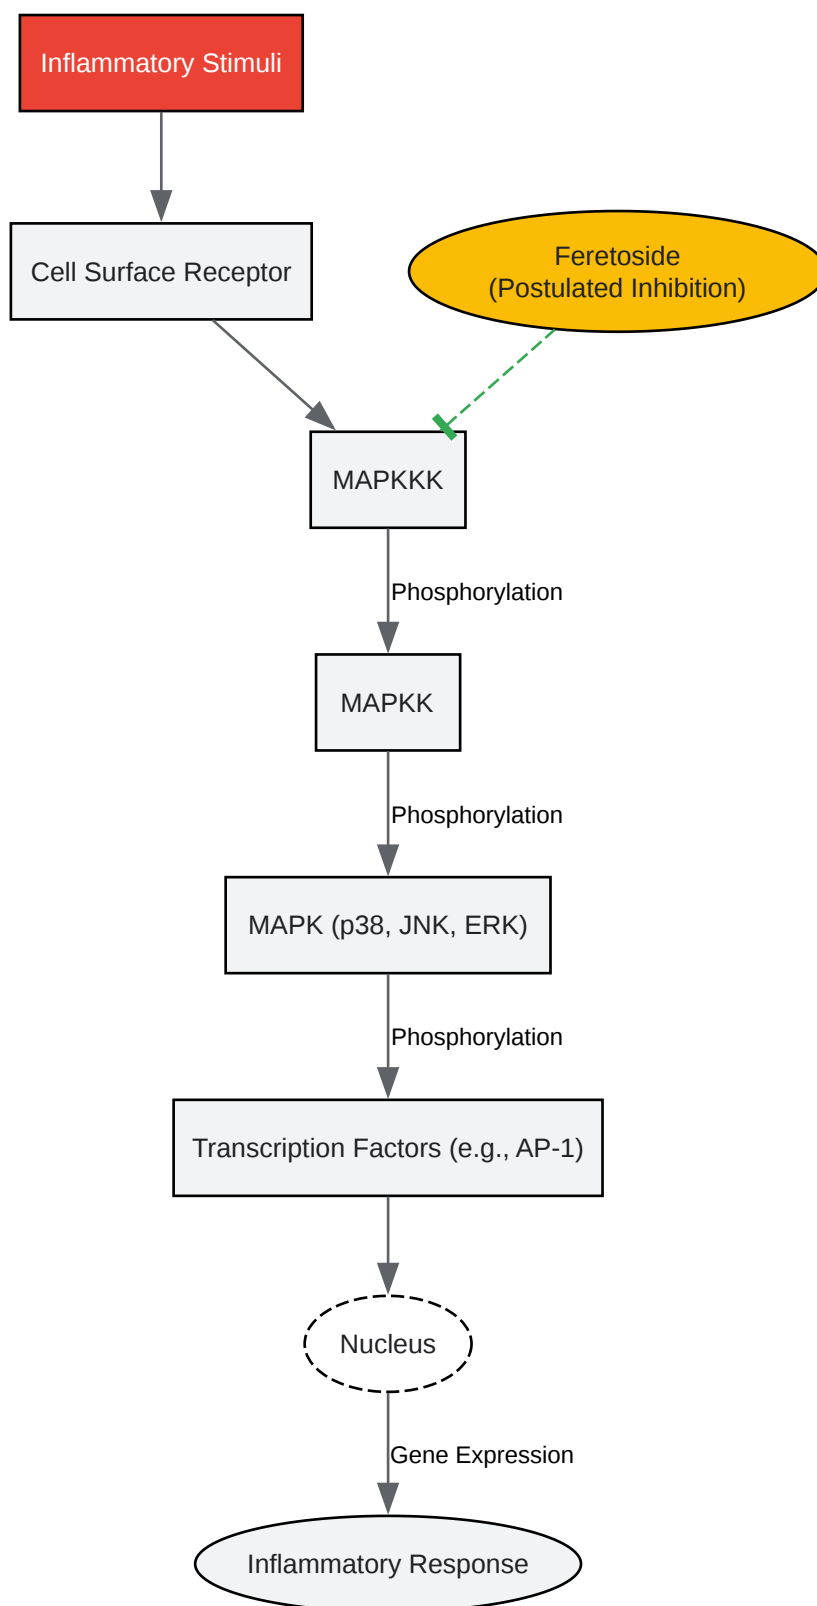 Inflammatory Stimuli
Cell Surface Receptor
Feretoside
(Postulated Inhibition)
MAPKKK
Phosphorylation
MAPKK
Phosphorylation
MAPK (p38, JNK, ERK)
Phosphorylation
Transcription Factors (e.g., AP-1)
Nucleus
Gene Expression
Inflammatory Response